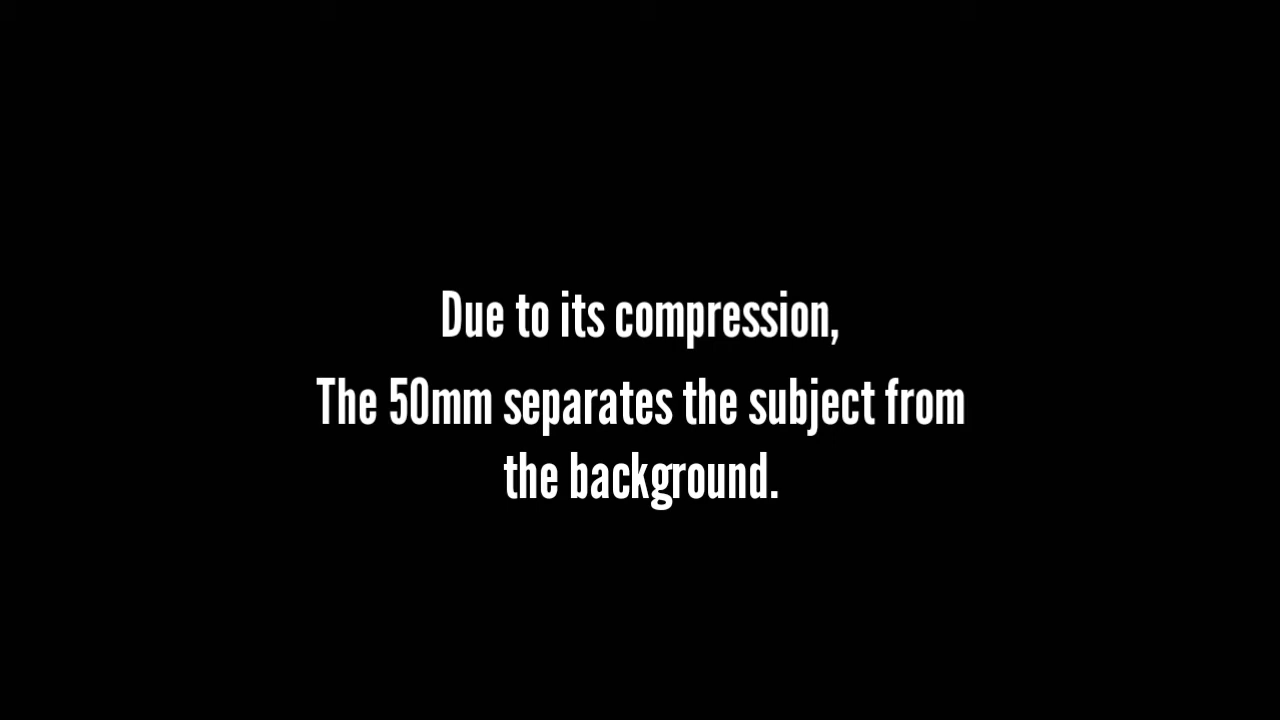 Due to its compression,
The 50mm separates the subject from
the background.